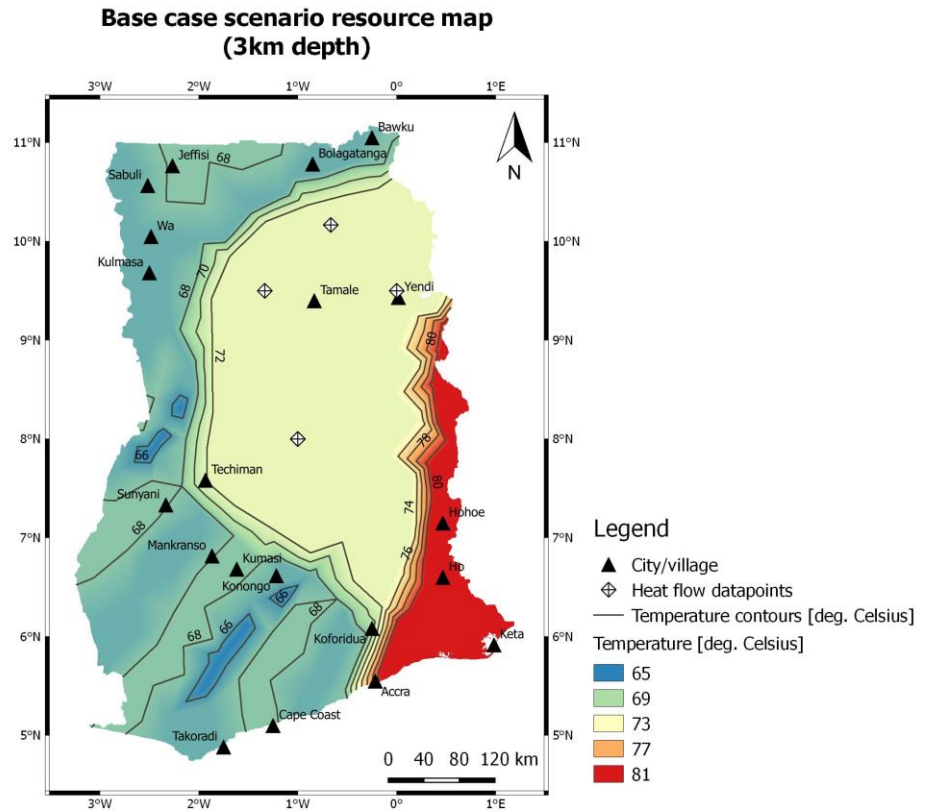 Base case scenario resource map
(3km depth)
3°W 2°W 1°W 0° 1°E
11°N 11°N
10°N 10°N
9°N 9°N
8°N 8°N
7°N 7°N
6°N 6°N
5°N 5°N
3°W 2°W 1°W 0° 1°E
N
Bawku
Jeffisi
68
Bolagatanga
Sabuli
Wa
Kulmasa
70
68
Tamale
Yendi
72
80
78
66
Techiman
80
Sunyani
74
68
Hohoe
Mankranso
Kumasi
76
Konongo
Ho
66
68
68
66
Koforidua
Keta
Accra
Cape Coast
Takoradi
0 40 80 120 km
Legend
City/village
Heat flow datapoints
Temperature contours [deg. Celsius]
Temperature [deg. Celsius]
65
69
73
77
81